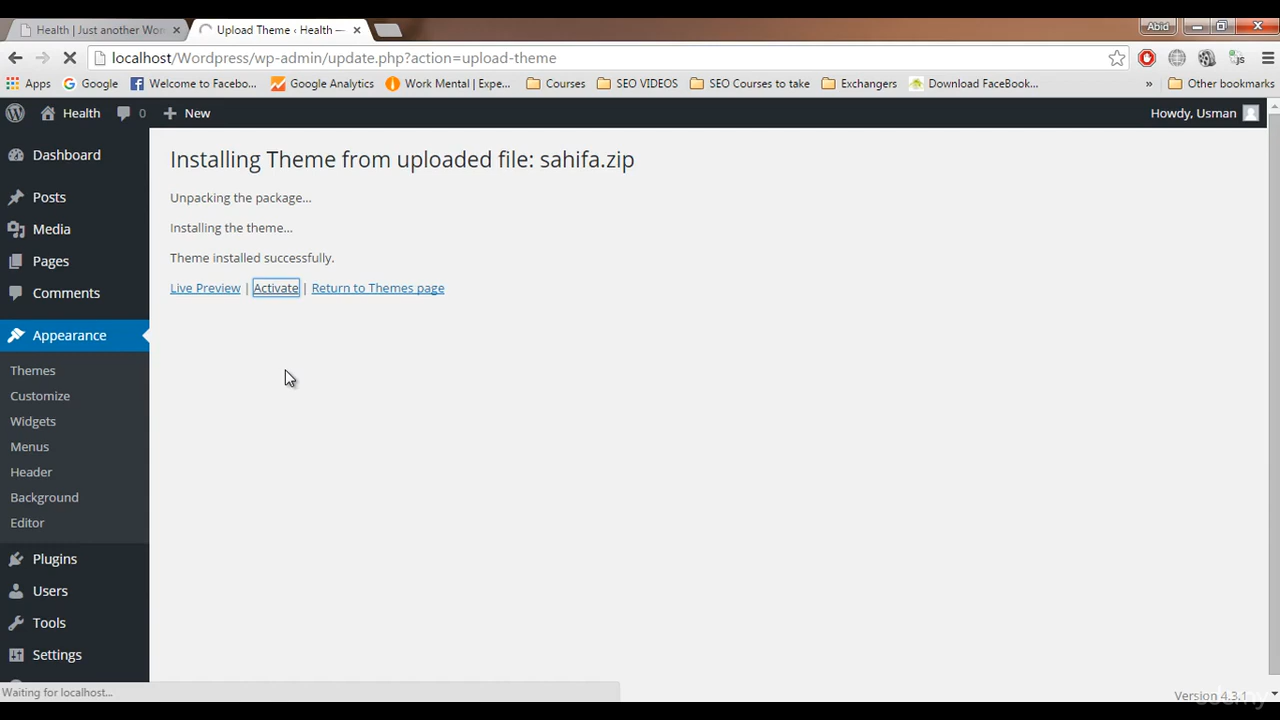 Health | Just another Wor
Upload Theme ‹ Health —
Abid
localhost/Wordpress/wp-admin/update.php?action=upload-theme
Apps
Google
Welcome to Facebo...
Google Analytics
Work Mental | Expe...
Courses
SEO VIDEOS
SEO Courses to take
Exchangers
Download FaceBook...
»
Other bookmarks
Health
0
New
Howdy, Usman
Dashboard
Posts
Media
Pages
Comments
Appearance
Themes
Customize
Widgets
Menus
Header
Background
Editor
Plugins
Users
Tools
Settings
Installing Theme from uploaded file: sahifa.zip
Unpacking the package...
Installing the theme...
Theme installed successfully.
Live Preview | Activate | Return to Themes page
Waiting for localhost...
Version 4.3.1
udemy